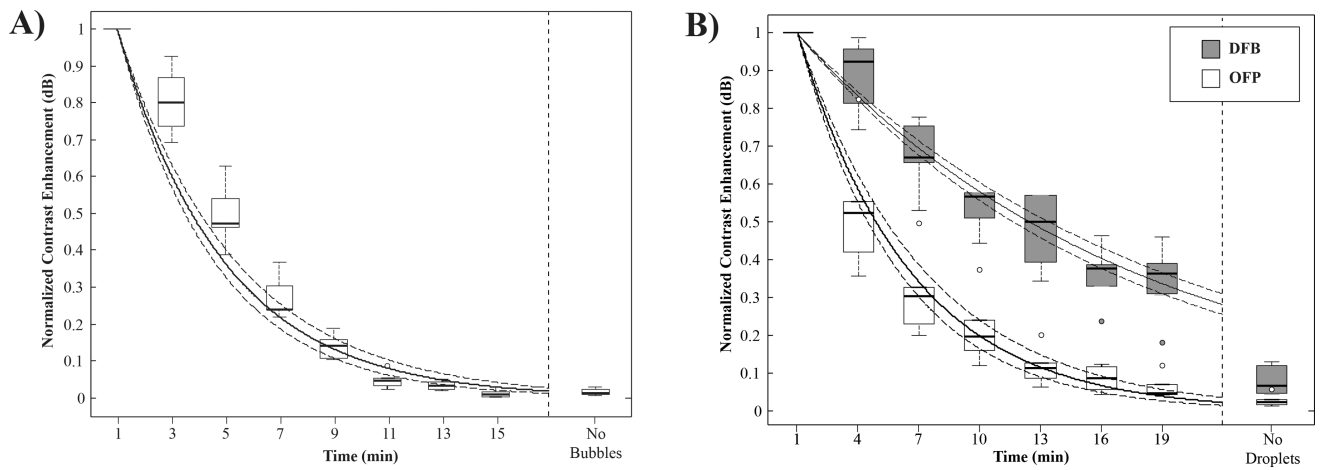 A)
Normalized Contrast Enhancement (dB)
1
0.9
0.8
0.7
0.6
0.5
0.4
0.3
0.2
0.1
0
1 3 5 7 9 11 13 15 No
Bubbles
Time (min)
B)
Normalized Contrast Enhancement (dB)
1
0.9
0.8
0.7
0.6
0.5
0.4
0.3
0.2
0.1
0
DFB
OFP
1 4 7 10 13 16 19 No
Droplets
Time (min)